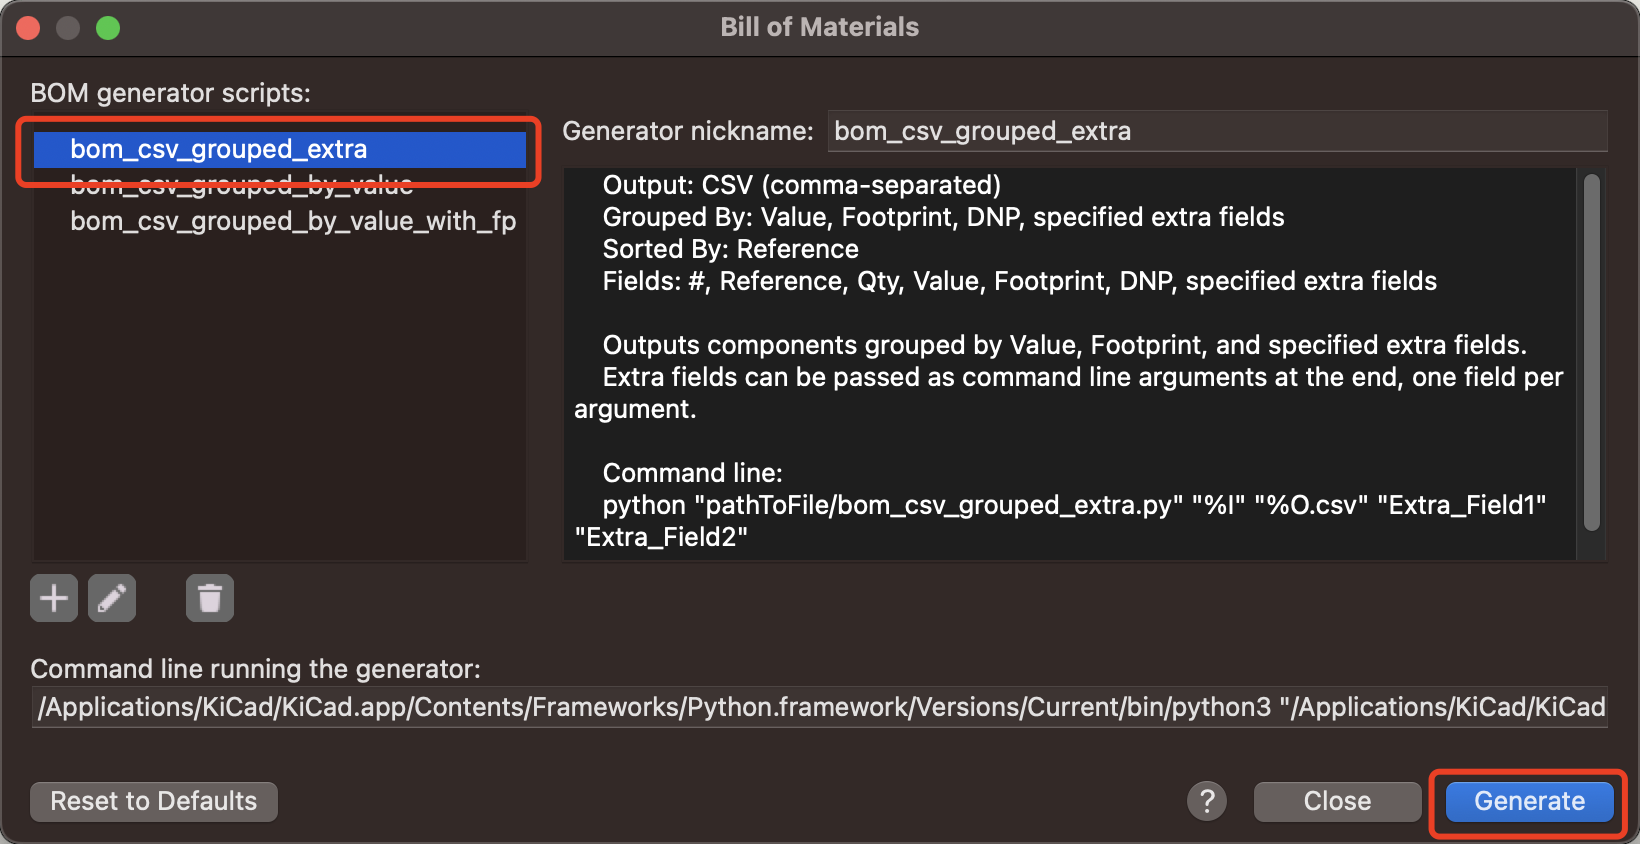 Bill of Materials
BOM generator scripts:
bom_csv_grouped_extra
bom_csv_grouped_by_value
bom_csv_grouped_by_value_with_fp
Generator nickname: bom_csv_grouped_extra
Output: CSV (comma-separated)
Grouped By: Value, Footprint, DNP, specified extra fields
Sorted By: Reference
Fields: #, Reference, Qty, Value, Footprint, DNP, specified extra fields
Outputs components grouped by Value, Footprint, and specified extra fields.
Extra fields can be passed as command line arguments at the end, one field per
argument.
Command line:
python "pathToFile/bom_csv_grouped_extra.py" "%I" "%O.csv" "Extra_Field1"
"Extra_Field2"
Command line running the generator:
/Applications/KiCad/KiCad.app/Contents/Frameworks/Python.framework/Versions/Current/bin/python3 "/Applications/KiCad/KiCad
Reset to Defaults
?
Close
Generate